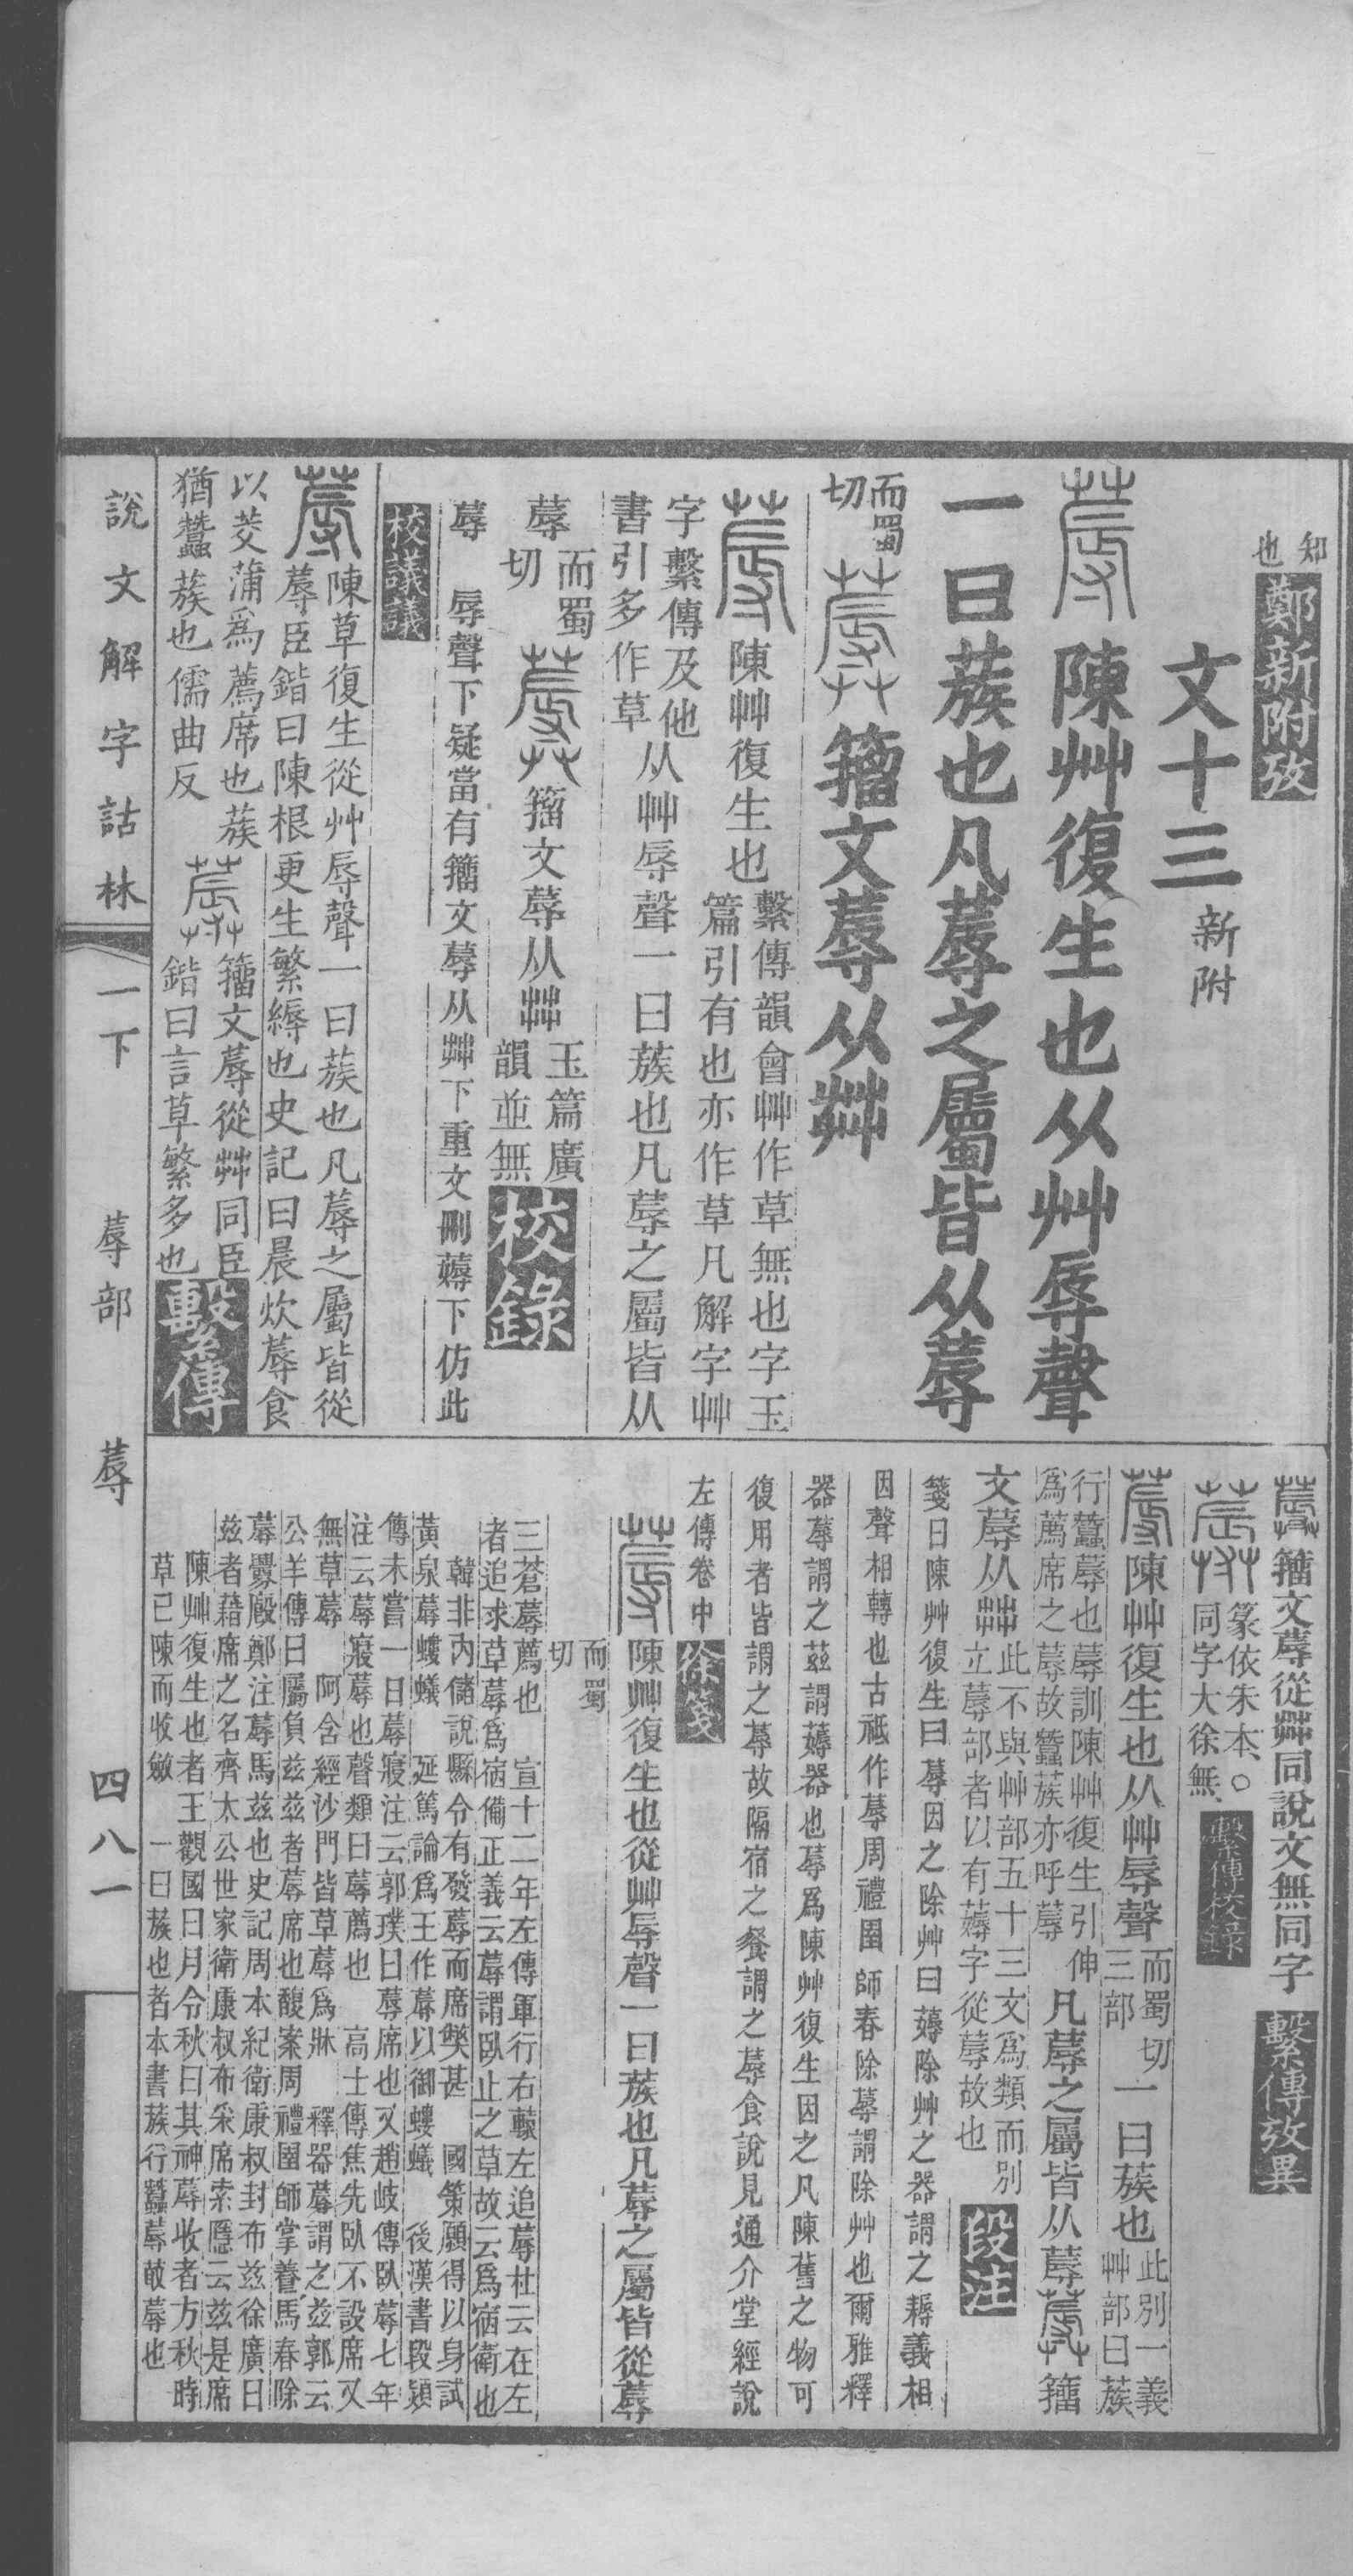 知
也
鄭新附攷
文十三新附
蓐陳艸復生也从艸辱聲
一曰蔟也凡蓐之屬皆从蓐
而蜀
切
籀文蓐从茻
蓐陳艸復生也
繫傳韻會艸作草無也字玉
篇引有也亦作草凡解字艸
字繫傳及他
書引多作草
从艸辱聲一曰蔟也凡蓐之屬皆从
蓐
而蜀
切
籀文蓐从茻
玉篇廣
韻並無
校錄
蓐 辱聲下疑當有籀文蓐从茻下重文刪薅下仿此
校議議
蓐陳草復生從艸辱聲一曰蔟也凡蓐之屬皆從
蓐臣鍇曰陳根更生繁縟也史記曰晨炊蓐食
以茭蒲爲薦席也蔟
猶蠶蔟也儒曲反
籀文蓐從茻同臣
鍇曰言草繁多也
繫傳
籀文蓐從茻同說文無同字
繫傳攷異
篆依朱本○
同字大徐無
繫傳校錄
蓐陳艸復生也从艸辱聲
而蜀切
三部
一曰蔟也
此別一義
艸部曰蔟
行蠶蓐也蓐訓陳艸復生引伸
爲薦席之蓐故蠶蔟亦呼蓐
凡蓐之屬皆从蓐
籀
文蓐从茻
此不與艸部五十三文爲類而別
立蓐部者以有薅字從蓐故也
段注
箋曰陳艸復生曰蓐因之除艸曰薅除艸之器謂之耨義相
因聲相轉也古祇作蓐周禮圉師春除蓐謂除艸也爾雅釋
器蓐謂之茲謂薅器也蓐爲陳艸復生因之凡陳舊之物可
復用者皆謂之蓐故隔宿之餐謂之蓐食說見通介堂經說
左傳卷中
徐箋
蓐陳艸復生也從艸辱聲一曰蔟也凡蓐之屬皆從蓐
而蜀
切
三蒼蓐薦也 宣十二年左傳軍行右轅左追蓐杜云在左
者追求草蓐爲宿備正義云蓐謂臥止之草故云爲宿衛也
韓非內儲說縣令有發蓐而席獘甚 國策願得以身試
黃泉蓐螻蟻 延篤論爲王作蓐以御螻蟻 後漢書段熲
傳未嘗一日蓐寢注云郭璞曰蓐席也又趙岐傳臥蓐七年
注云蓐寢蓐也聲類曰蓐薦也 高士傳焦先臥不設席又
無草蓐 阿含經沙門皆草蓐爲牀 釋器蓐謂之茲郭云
公羊傳曰屬負茲茲者蓐席也馥案周禮圉師掌養馬春除
蓐釁廄鄭注蓐馬茲也史記周本紀衛康叔封布茲徐廣曰
茲者藉席之名齊太公世家衛康叔布采席索隱云茲是席
陳艸復生也者王觀國曰月令秋曰其神蓐收者方秋時
草已陳而收斂 一曰蔟也者本書蔟行蠶蓐蔽蓐也
說文解字詁林
一下
蓐部
蓐
四八一